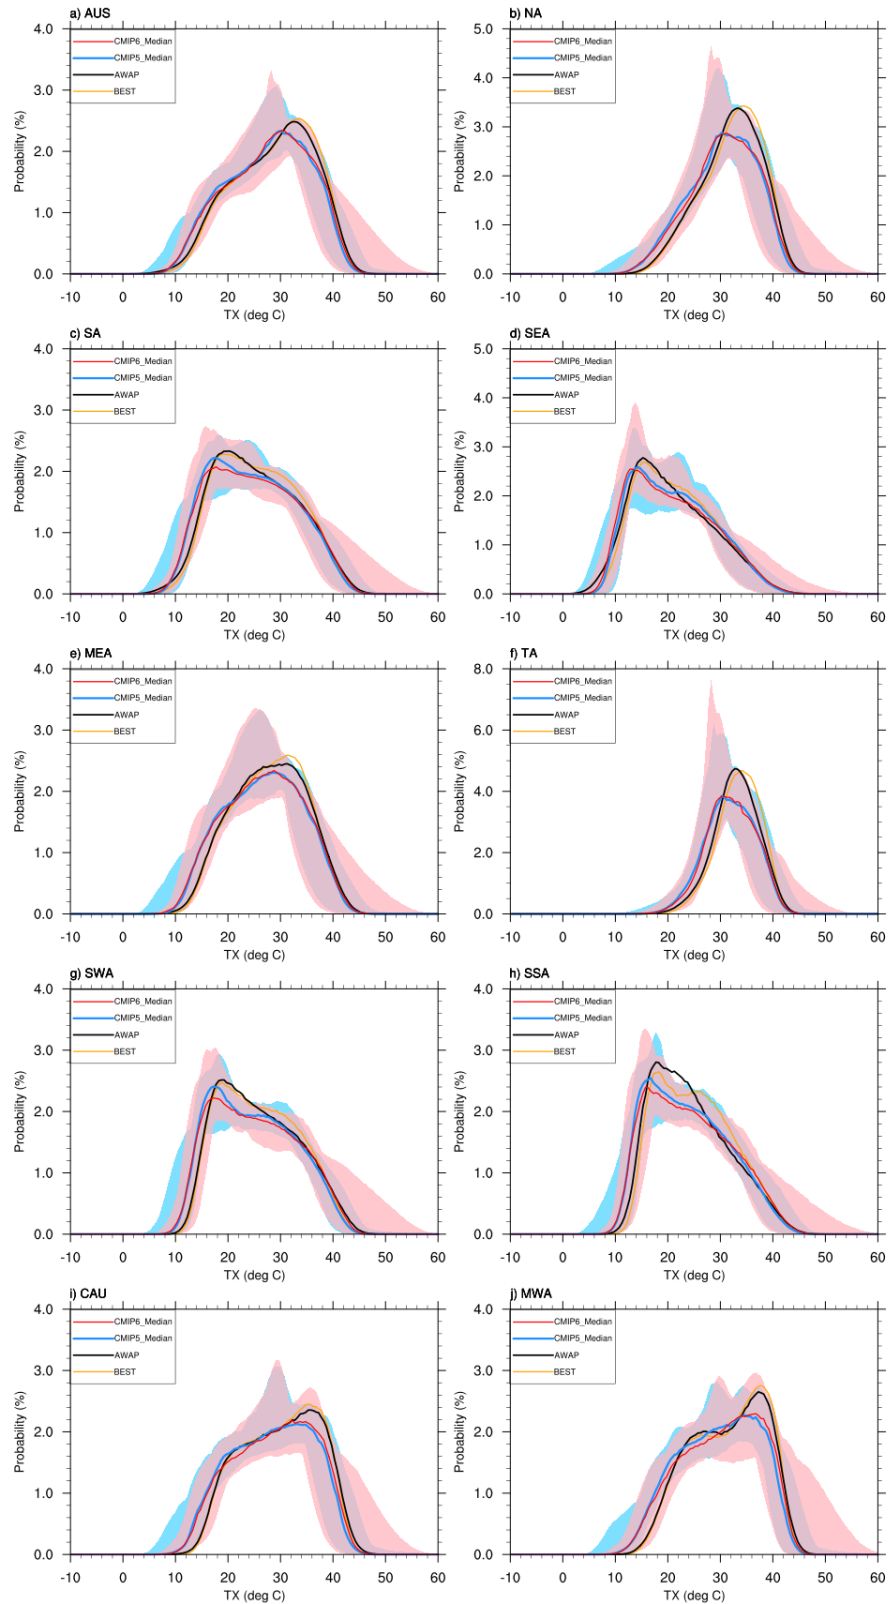 a) AUS
4.0
3.0
2.0
1.0
0.0
Probability (%)
CMIP6_Median
CMIP5_Median
AWAP
BEST
-10 0 10 20 30 40 50 60
TX (deg C)
b) NA
5.0
4.0
3.0
2.0
1.0
0.0
Probability (%)
CMIP6_Median
CMIP5_Median
AWAP
BEST
-10 0 10 20 30 40 50 60
TX (deg C)
c) SA
4.0
3.0
2.0
1.0
0.0
Probability (%)
CMIP6_Median
CMIP5_Median
AWAP
BEST
-10 0 10 20 30 40 50 60
TX (deg C)
d) SEA
5.0
4.0
3.0
2.0
1.0
0.0
Probability (%)
CMIP6_Median
CMIP5_Median
AWAP
BEST
-10 0 10 20 30 40 50 60
TX (deg C)
e) MEA
4.0
3.0
2.0
1.0
0.0
Probability (%)
CMIP6_Median
CMIP5_Median
AWAP
BEST
-10 0 10 20 30 40 50 60
TX (deg C)
f) TA
8.0
6.0
4.0
2.0
0.0
Probability (%)
CMIP6_Median
CMIP5_Median
AWAP
BEST
-10 0 10 20 30 40 50 60
TX (deg C)
g) SWA
4.0
3.0
2.0
1.0
0.0
Probability (%)
CMIP6_Median
CMIP5_Median
AWAP
BEST
-10 0 10 20 30 40 50 60
TX (deg C)
h) SSA
4.0
3.0
2.0
1.0
0.0
Probability (%)
CMIP6_Median
CMIP5_Median
AWAP
BEST
-10 0 10 20 30 40 50 60
TX (deg C)
i) CAU
4.0
3.0
2.0
1.0
0.0
Probability (%)
CMIP6_Median
CMIP5_Median
AWAP
BEST
-10 0 10 20 30 40 50 60
TX (deg C)
j) MWA
4.0
3.0
2.0
1.0
0.0
Probability (%)
CMIP6_Median
CMIP5_Median
AWAP
BEST
-10 0 10 20 30 40 50 60
TX (deg C)